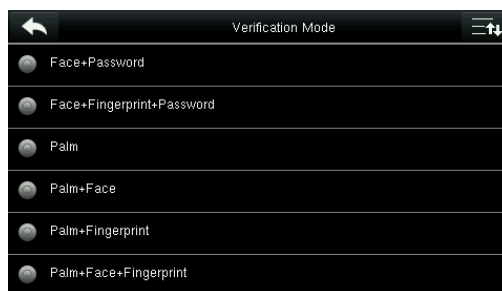 Verification Mode
Face+Password
Face+Fingerprint+Password
Palm
Palm+Face
Palm+Fingerprint
Palm+Face+Fingerprint